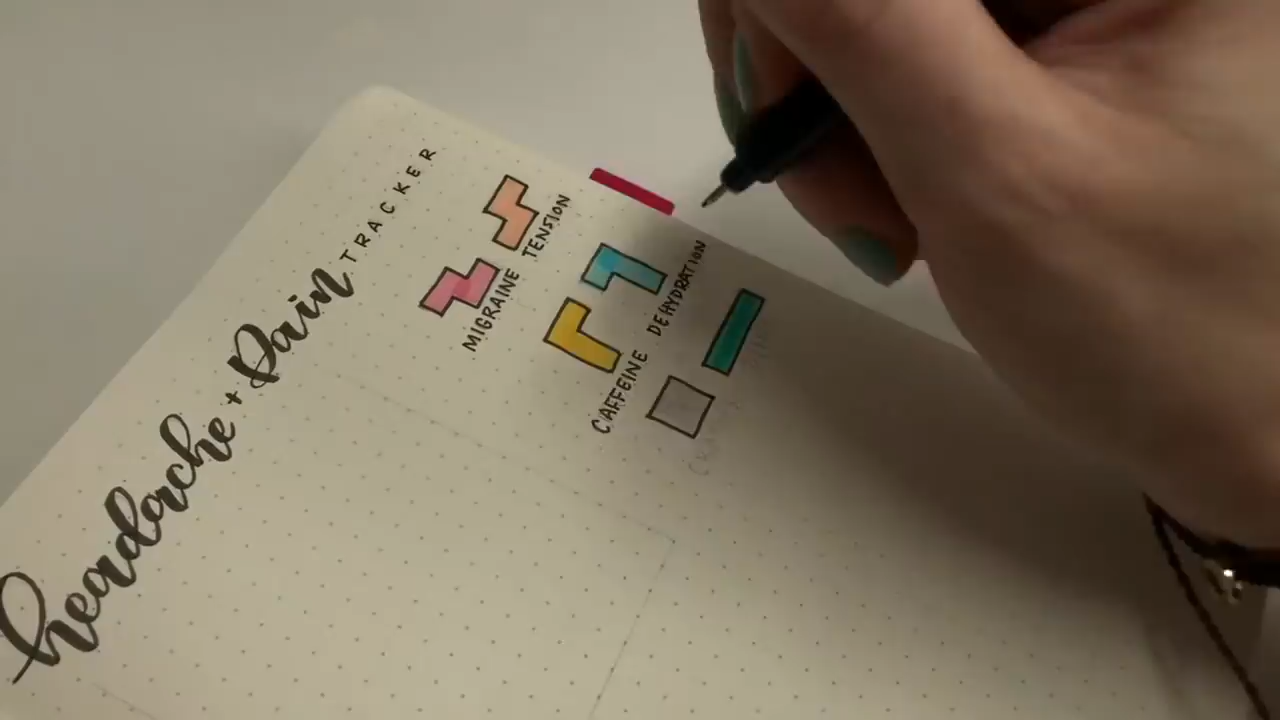 headache + Pain TRACKER
MIGRAINE
TENSION
CAFFEINE
DEHYDRATION